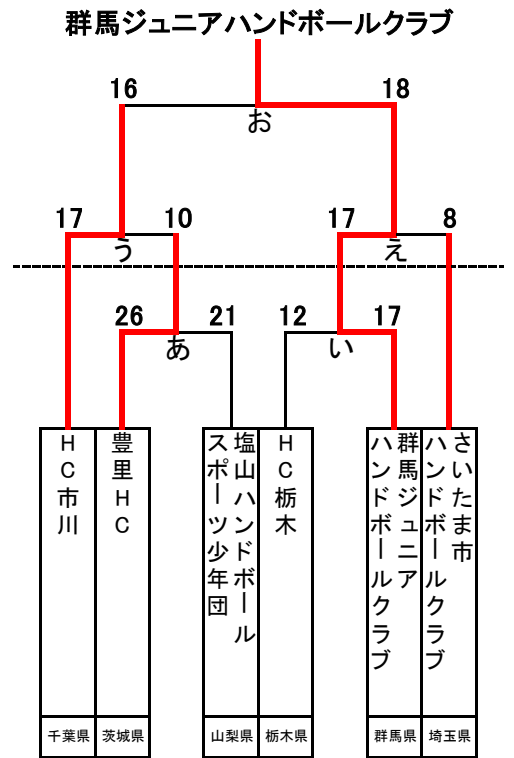 群馬ジュニアハンドボールクラブ
16
18
お
17
10
17
8
う
え
26
21
12
17
あ
い
HC市川
豊里HC
塩山ハンドボール
スポーツ少年団
HC栃木
群馬ジュニア
ハンドボールクラブ
さいたま市
ハンドボールクラブ
千葉県
茨城県
山梨県
栃木県
群馬県
埼玉県